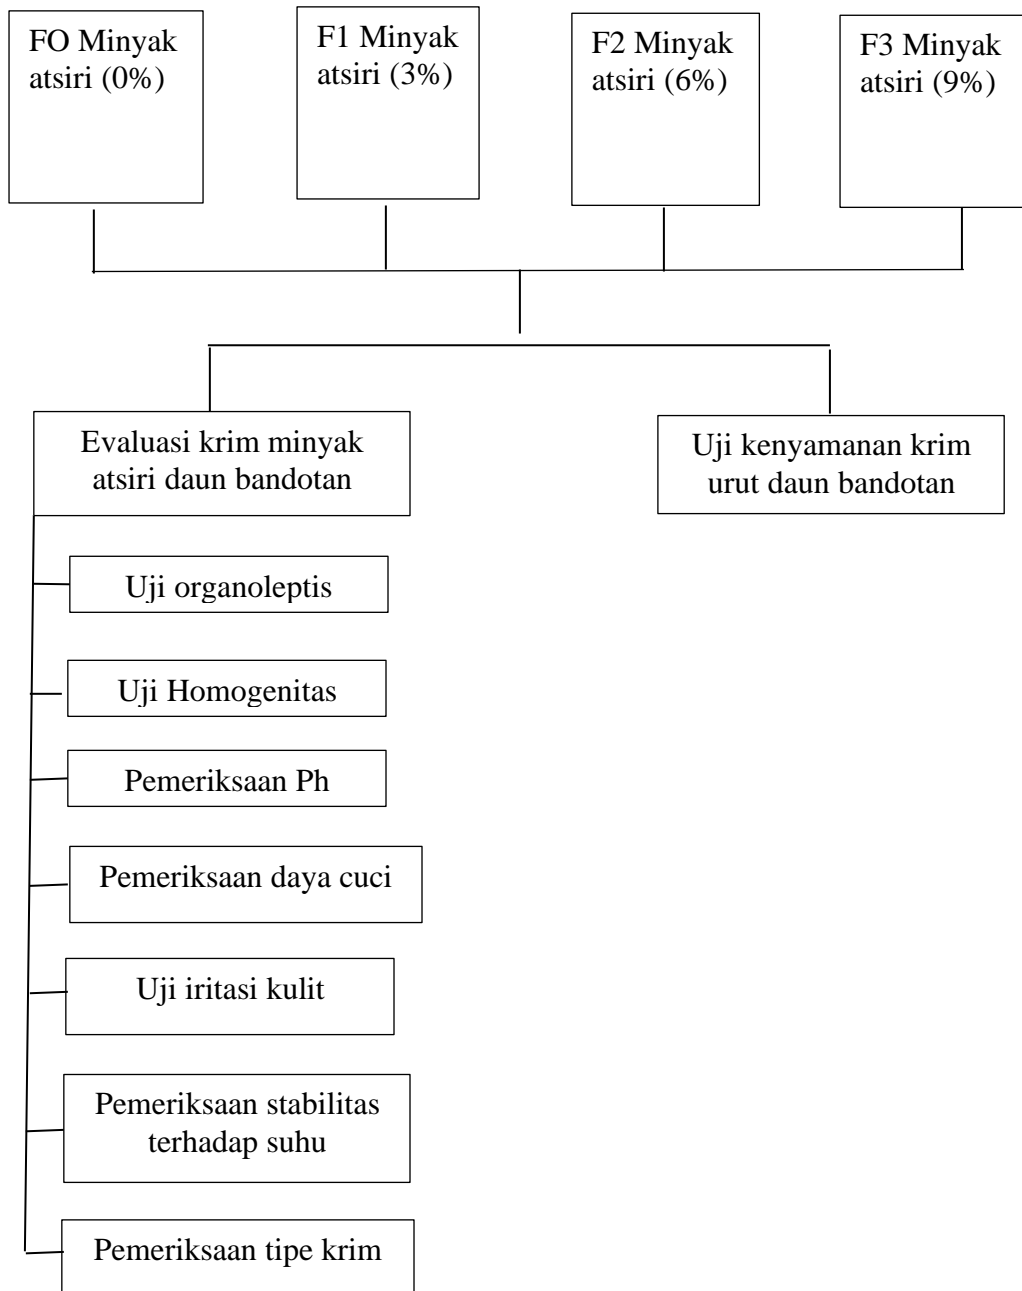 FO Minyak
atsiri (0%)
F1 Minyak
atsiri (3%)
F2 Minyak
atsiri (6%)
F3 Minyak
atsiri (9%)
Evaluasi krim minyak
atsiri daun bandotan
Uji kenyamanan krim
urut daun bandotan
Uji organoleptis
Uji Homogenitas
Pemeriksaan Ph
Pemeriksaan daya cuci
Uji iritasi kulit
Pemeriksaan stabilitas
terhadap suhu
Pemeriksaan tipe krim